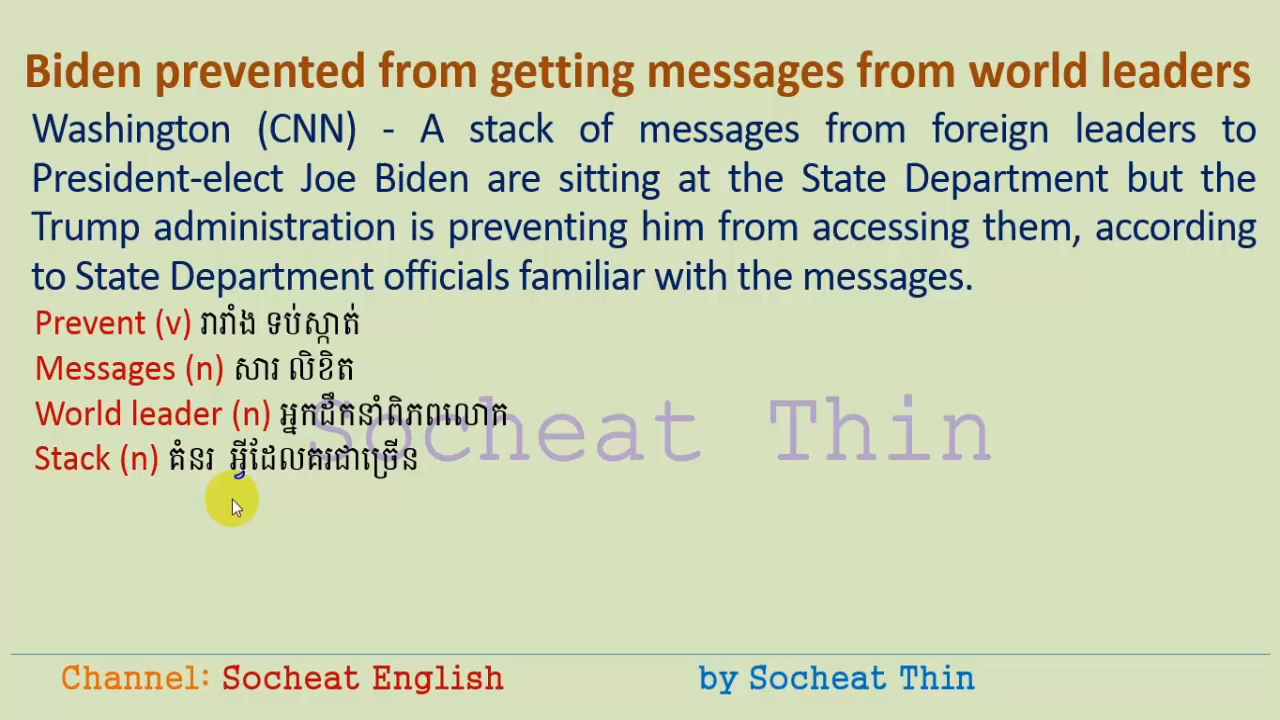 Biden prevented from getting messages from world leaders
Washington (CNN) - A stack of messages from foreign leaders to
President-elect Joe Biden are sitting at the State Department but the
Trump administration is preventing him from accessing them, according
to State Department officials familiar with the messages.
Prevent (v) រារាំង ទប់ស្កាត់
Messages (n) សារ លិខិត
World leader (n) អ្នកដឹកនាំពិភពលោក
Socheat Thin
Stack (n) គំនរ អ្វីដែលគរជាច្រើន
Channel: Socheat English by Socheat Thin